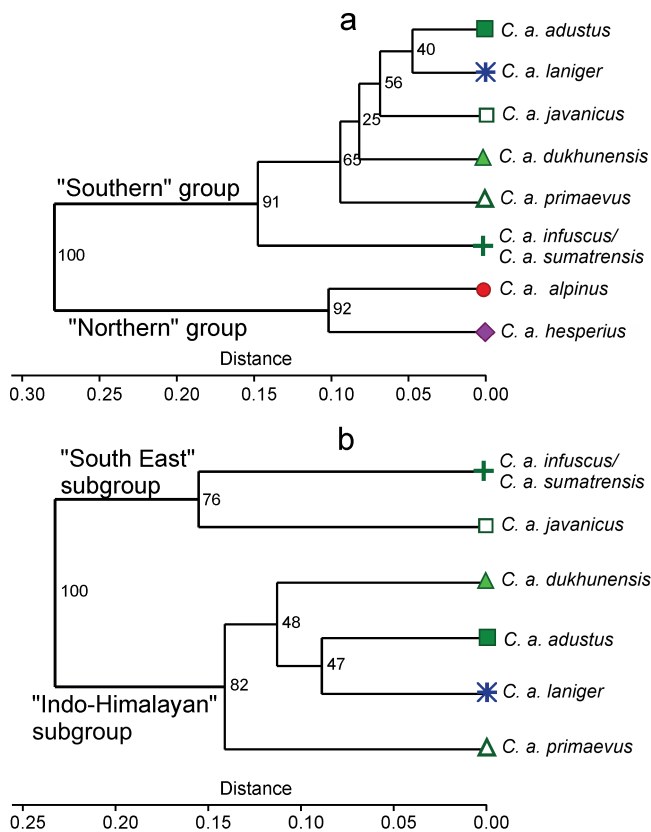 a
C. a. adustus
40
C. a. laniger
56
C. a. javanicus
25
C. a. dukhunensis
65
"Southern" group
C. a. primaevus
91
C. a. infuscus/
C. a. sumatrensis
100
C. a. alpinus
92
"Northern" group
C. a. hesperius
Distance
0.30 0.25 0.20 0.15 0.10 0.05 0.00
b
"South East"
subgroup
C. a. infuscus/
C. a. sumatrensis
76
C. a. javanicus
100
C. a. dukhunensis
48
C. a. adustus
47
82
C. a. laniger
"Indo-Himalayan"
subgroup
C. a. primaevus
Distance
0.25 0.20 0.15 0.10 0.05 0.00